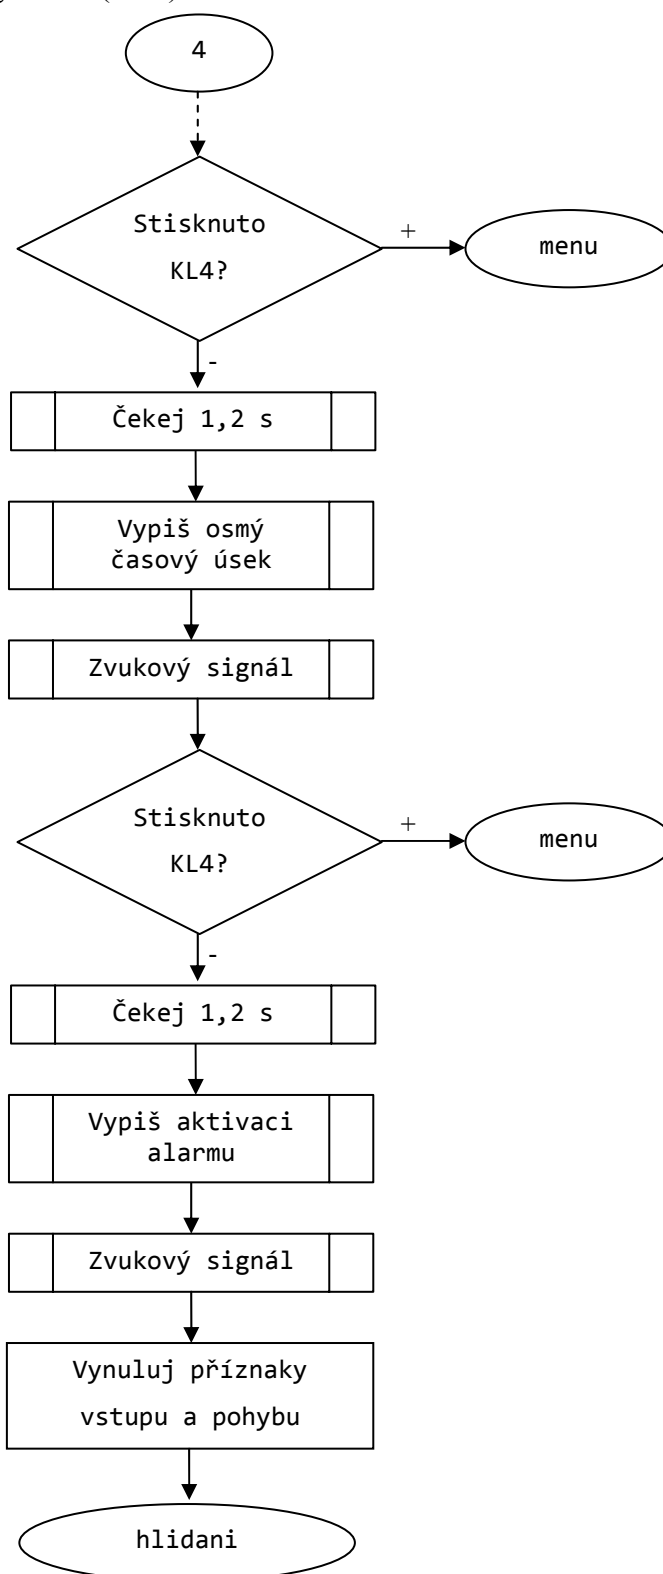 4
Stisknuto
KL4?
+
menu
-
Čekej 1,2 s
Vypiš osmý
časový úsek
Zvukový signál
Stisknuto
KL4?
+
menu
-
Čekej 1,2 s
Vypiš aktivaci
alarmu
Zvukový signál
Vynuluj příznaky
vstupu a pohybu
hlidani